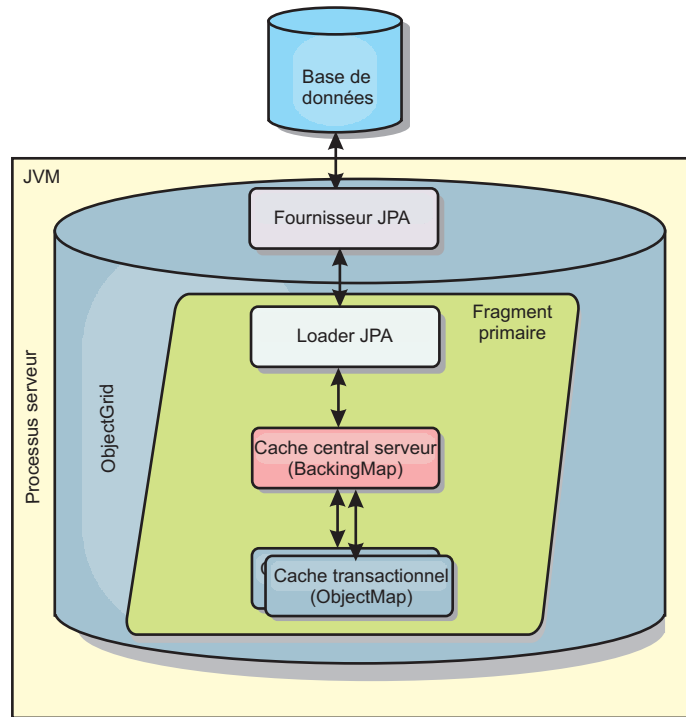 Base de
données
JVM
Fournisseur JPA
Fragment
primaire
Loader JPA
Processus serveur
ObjectGrid
Cache central serveur
(BackingMap)
Cache transactionnel
(ObjectMap)